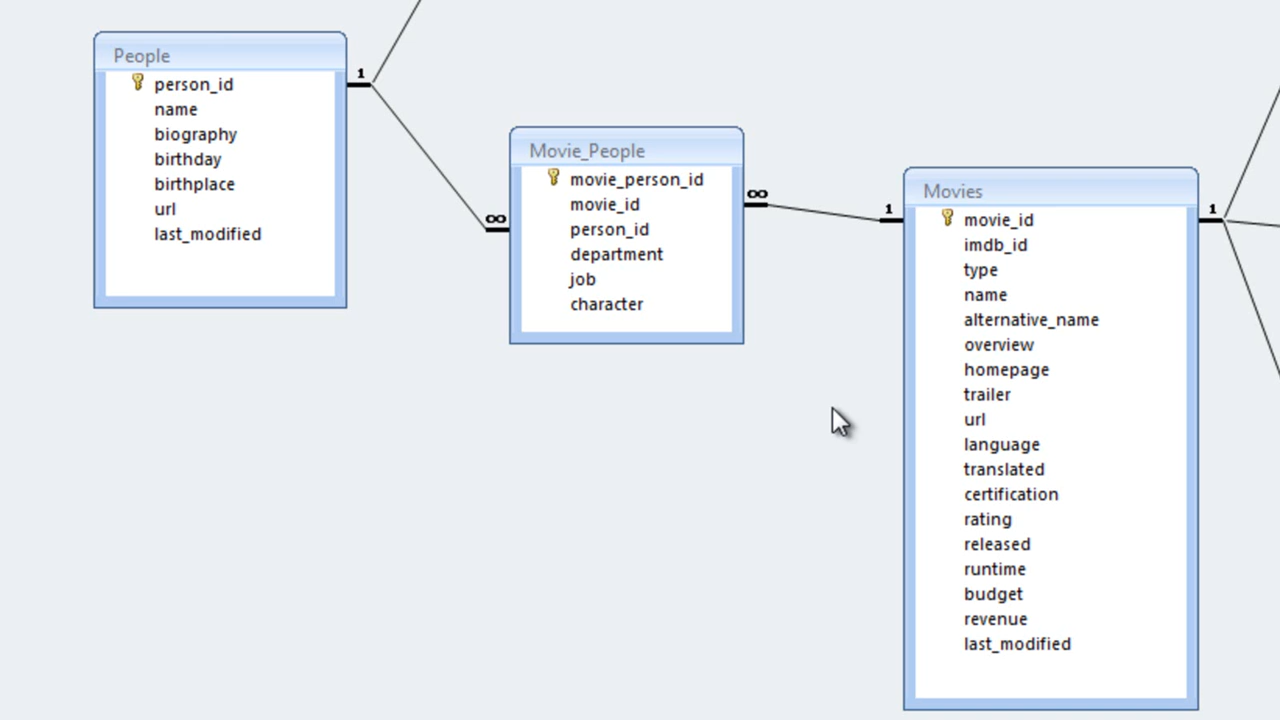 People
person_id
name
biography
birthday
birthplace
url
last_modified
1
∞
Movie_People
movie_person_id
movie_id
person_id
department
job
character
∞
1
Movies
movie_id
imdb_id
type
name
alternative_name
overview
homepage
trailer
url
language
translated
certification
rating
released
runtime
budget
revenue
last_modified
1